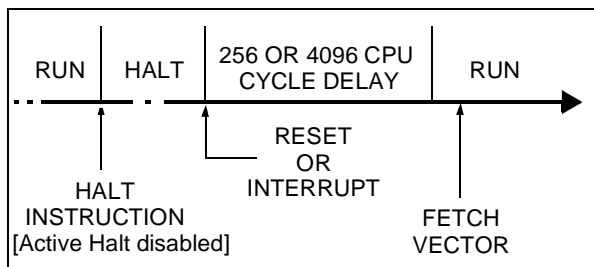 RUN
HALT
256 OR 4096 CPU
CYCLE DELAY
RUN
RESET
OR
INTERRUPT
HALT
INSTRUCTION
[Active Halt disabled]
FETCH
VECTOR